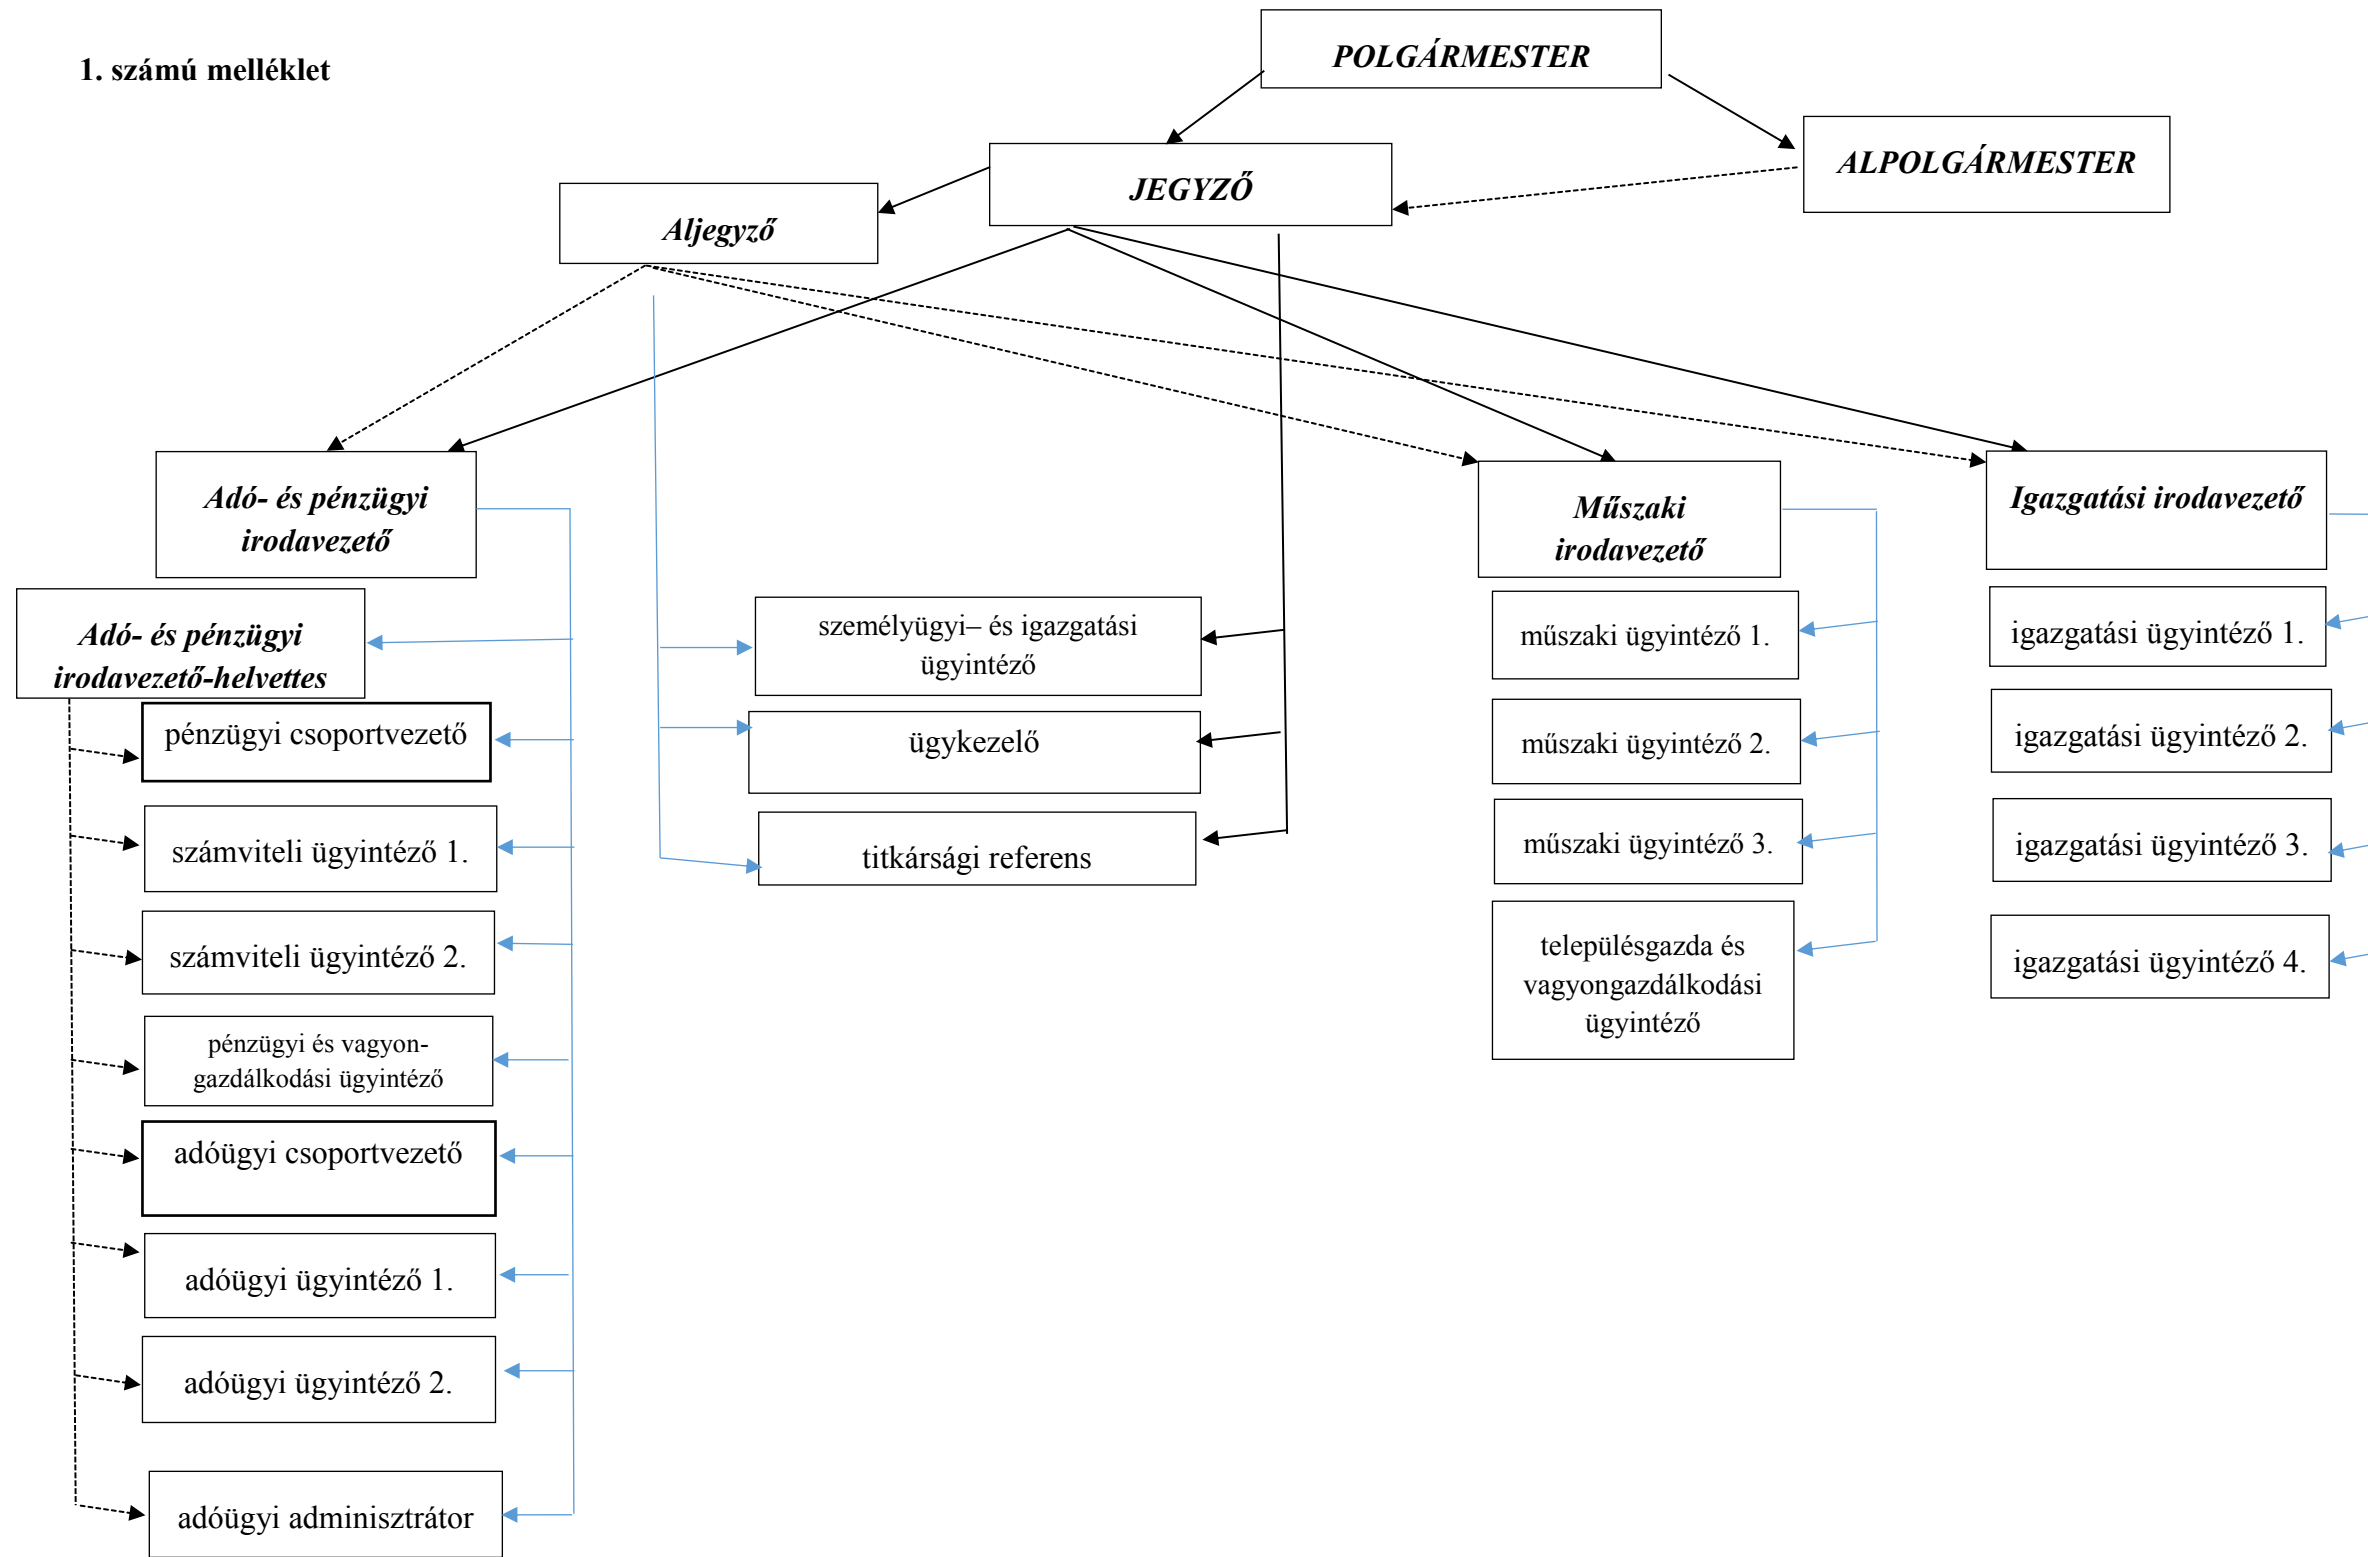 1. számú melléklet
POLGÁRMESTER
ALPOLGÁRMESTER
JEGYZŐ
Aljegyző
Adó- és pénzügyi
irodavezető
Műszaki
irodavezető
Igazgatási irodavezető
Adó- és pénzügyi
irodavezető-helvettes
pénzügyi csoportvezető
számviteli ügyintéző 1.
számviteli ügyintéző 2.
pénzügyi és vagyon-
gazdálkodási ügyintéző
adóügyi csoportvezető
adóügyi ügyintéző 1.
adóügyi ügyintéző 2.
adóügyi adminisztrátor
személyügyi– és igazgatási
ügyintéző
ügykezelő
titkársági referens
műszaki ügyintéző 1.
műszaki ügyintéző 2.
műszaki ügyintéző 3.
településgazda és
vagyongazdálkodási
ügyintéző
igazgatási ügyintéző 1.
igazgatási ügyintéző 2.
igazgatási ügyintéző 3.
igazgatási ügyintéző 4.